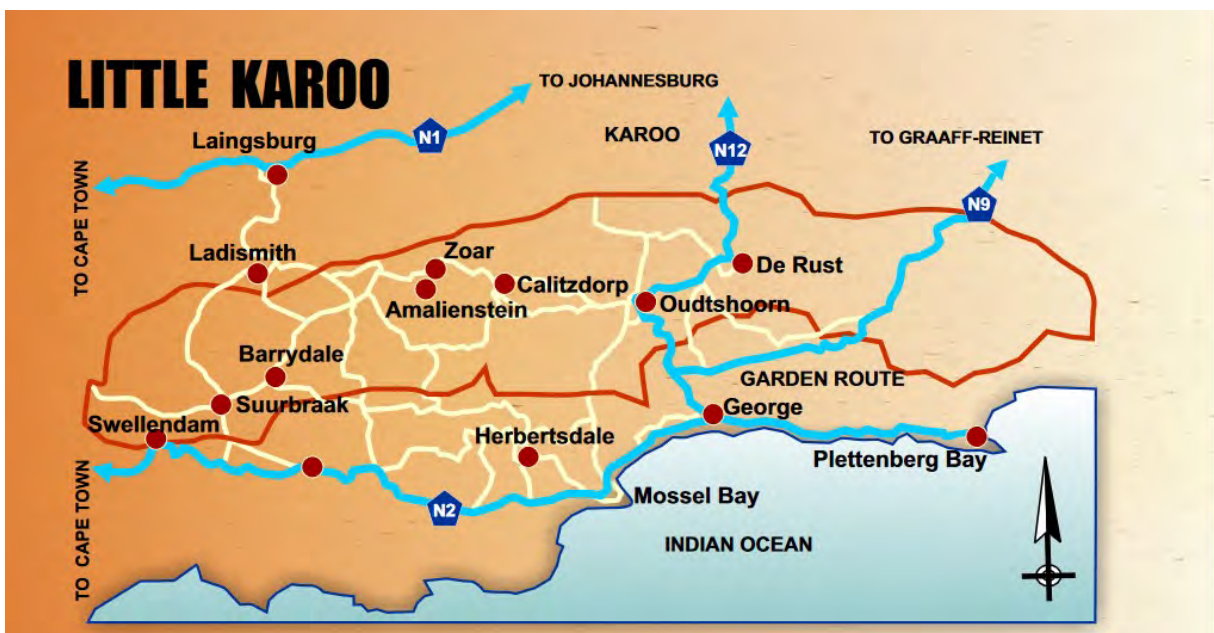 LITTLE KAROO
TO JOHANNESBURG
KAROO
N1
N12
TO GRAAFF-REINET
Laingsburg
TO CAPE TOWN
N9
Ladismith
Zoar
De Rust
Calitzdorp
Amalienstein
Oudtshoorn
Barrydale
GARDEN ROUTE
Suurbraak
George
Swellendam
Herbertsdale
Plettenberg Bay
Mossel Bay
N2
TO CAPE TOWN
INDIAN OCEAN